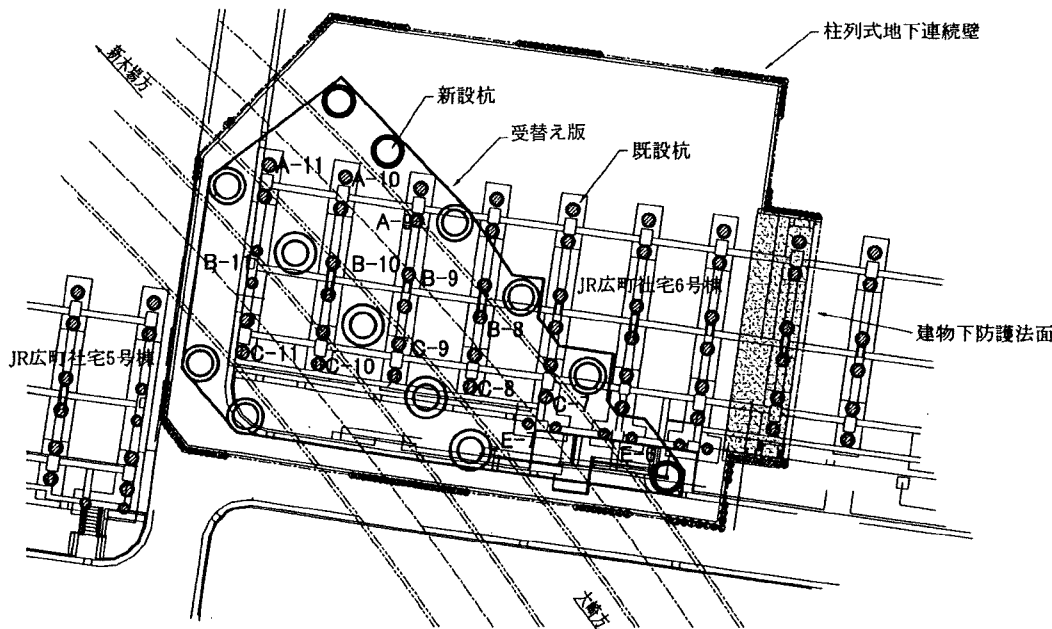 柱列式地下連続壁
新木場方
新設杭
受替え版
既設杭
A-11
A-10
A-9
B-11
B-10
B-9
B-8
JR広町社宅6号棟
建物下防護法面
JR広町社宅5号棟
C-11
C-10
C-9
C-8
C-7
E-7
E-6
大崎方